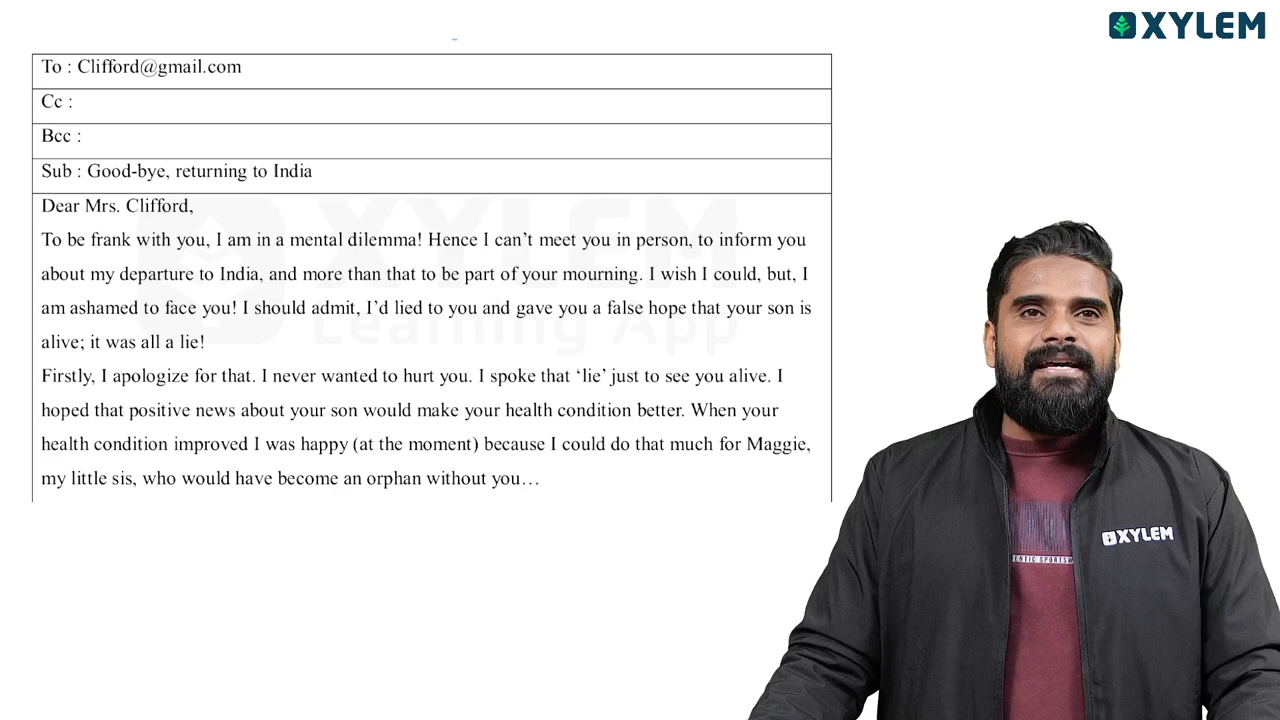 XYLEM
To : Clifford@gmail.com
Cc :
Bcc :
Sub : Good-bye, returning to India
Dear Mrs. Clifford,
To be frank with you, I am in a mental dilemma! Hence I can’t meet you in person, to inform you
about my departure to India, and more than that to be part of your mourning. I wish I could, but, I
am ashamed to face you! I should admit, I’d lied to you and gave you a false hope that your son is
alive; it was all a lie!
Firstly, I apologize for that. I never wanted to hurt you. I spoke that ‘lie’ just to see you alive. I
hoped that positive news about your son would make your health condition better. When your
health condition improved I was happy (at the moment) because I could do that much for Maggie,
my little sis, who would have become an orphan without you…
XYLEM
Learning App
XYLEM
ENTIC SPORTSW